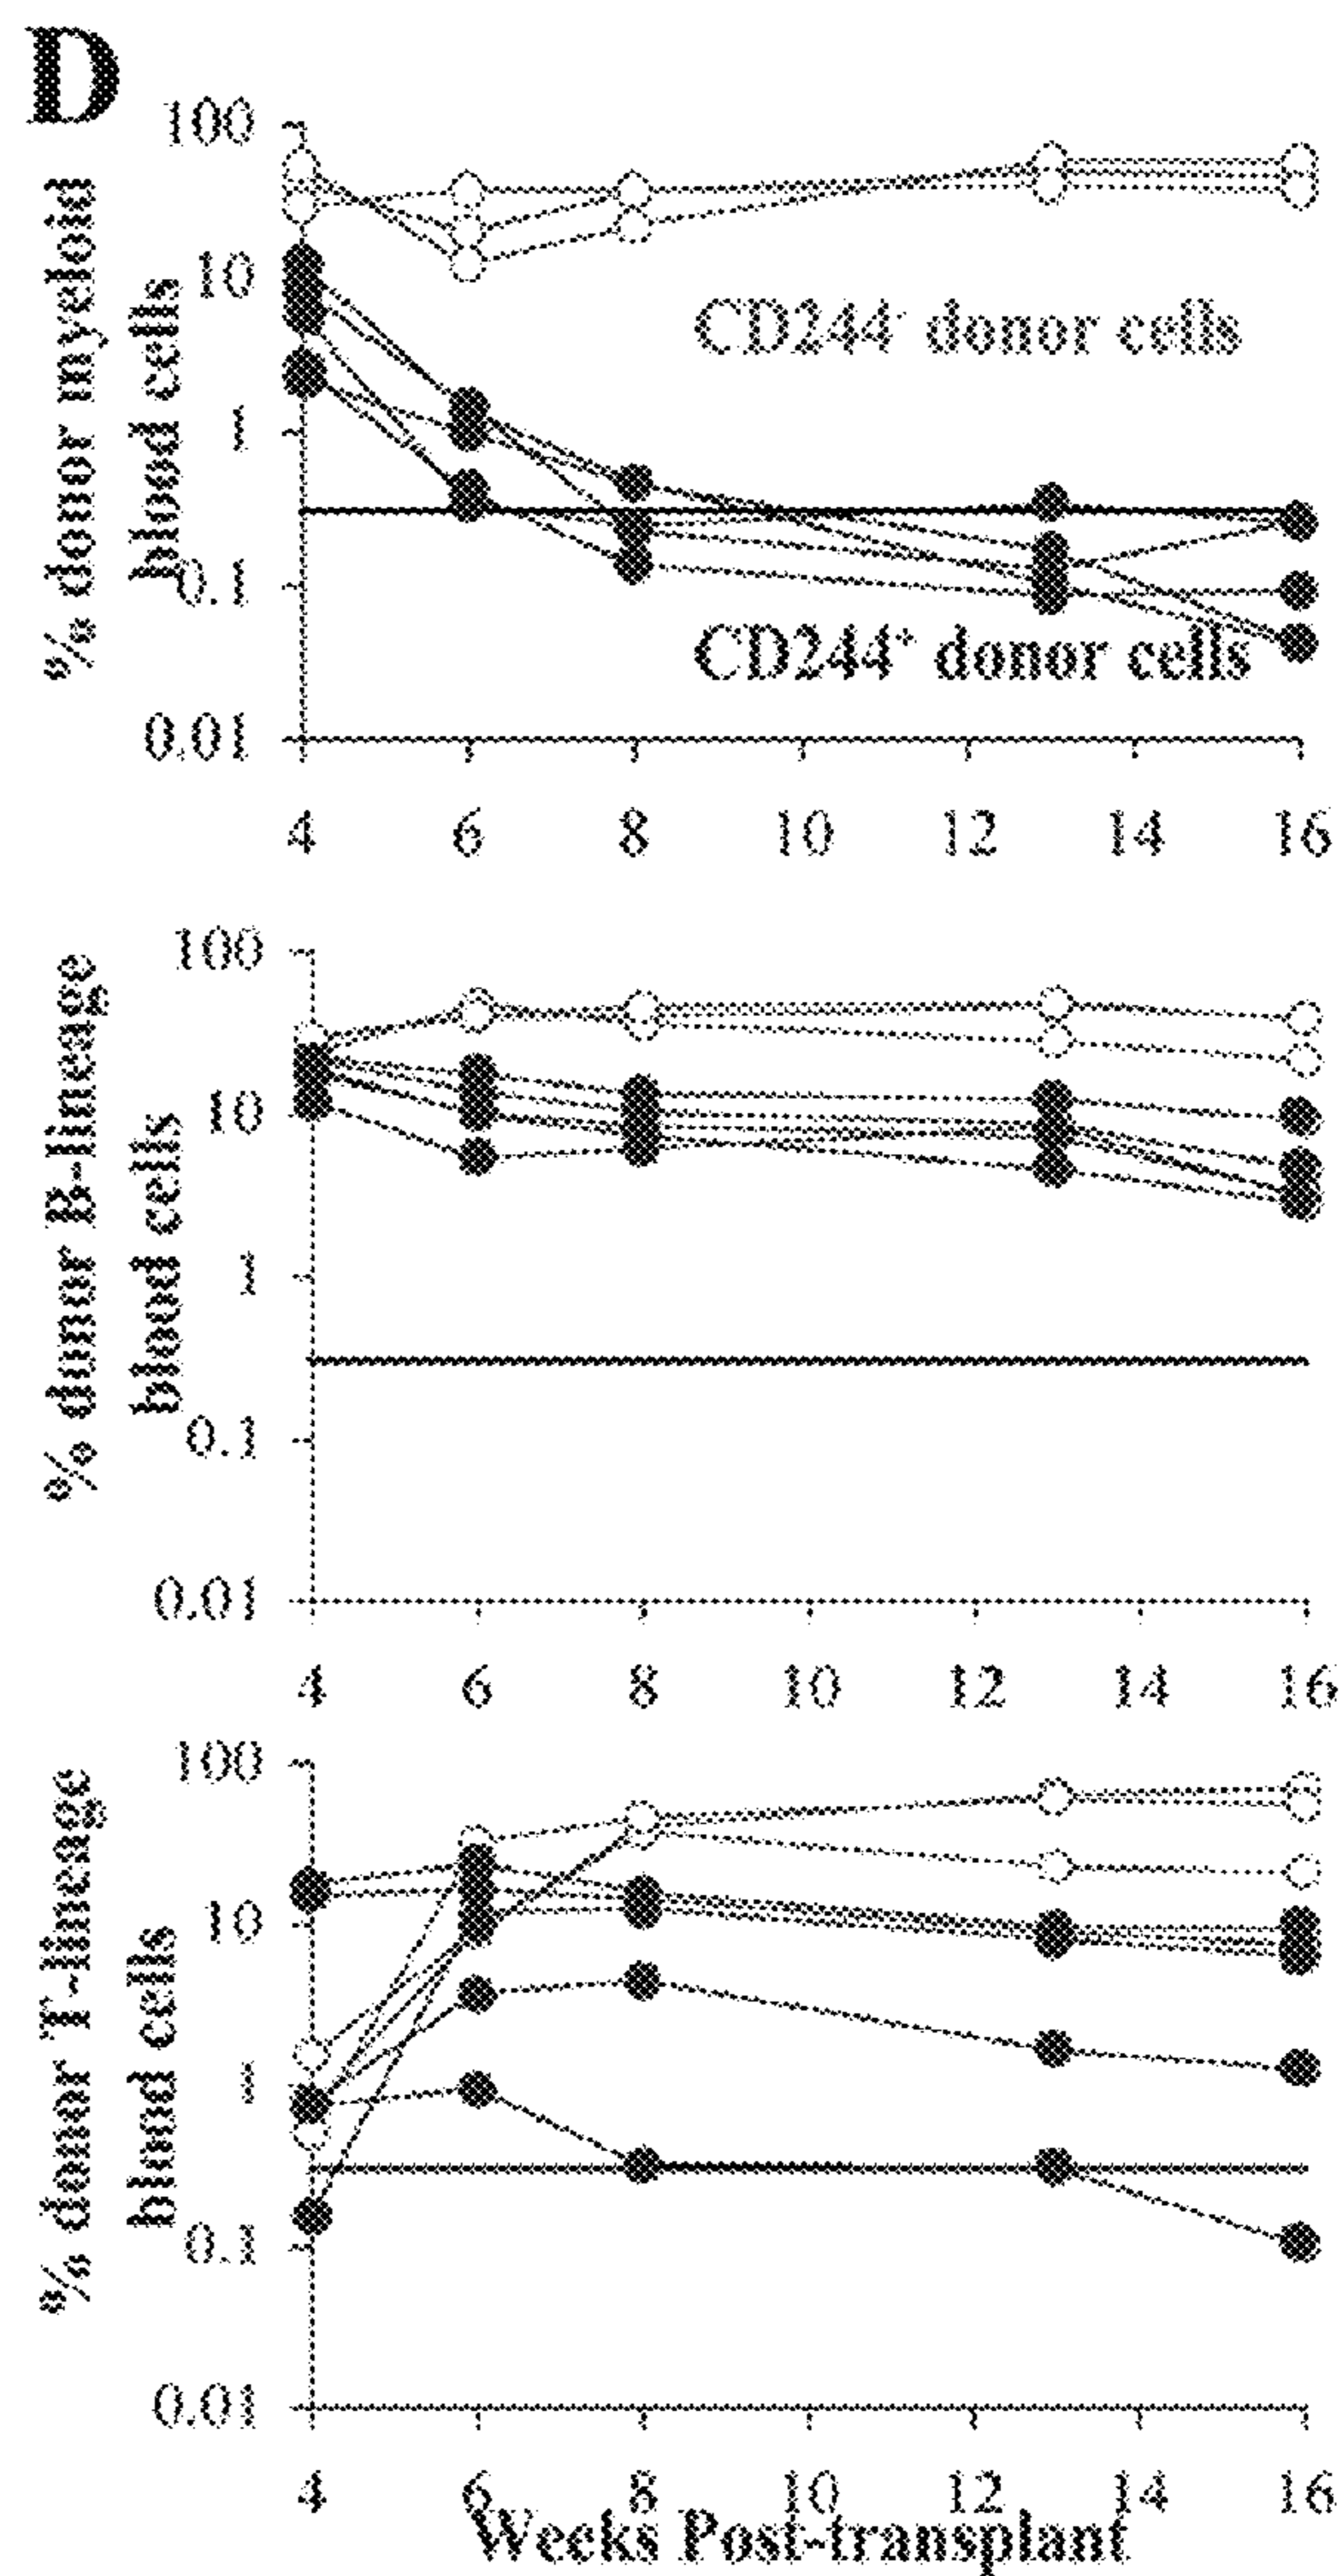 D
% donor myeloid
blood cells
100
10
1
0.1
0.01
CD244⁻ donor cells
CD244⁺ donor cells
4 6 8 10 12 14 16
% donor B-lineage
blood cells
100
10
1
0.1
0.01
4 6 8 10 12 14 16
% donor T-lineage
blood cells
100
10
1
0.1
0.01
4 6 8 10 12 14 16
Weeks Post-transplant